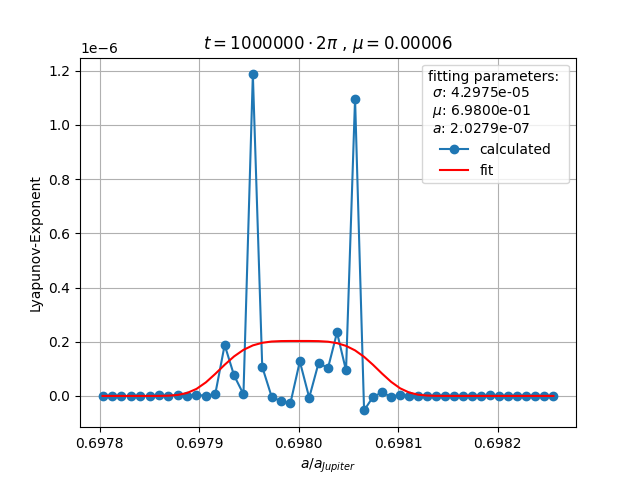 t = 1000000 · 2π , μ = 0.00006
1e−6
1.2
1.0
0.8
0.6
0.4
0.2
0.0
Lyapunov-Exponent
fitting parameters:
σ: 4.2975e-05
μ: 6.9800e-01
a: 2.0279e-07
calculated
fit
0.6978 0.6979 0.6980 0.6981 0.6982
a/a_Jupiter